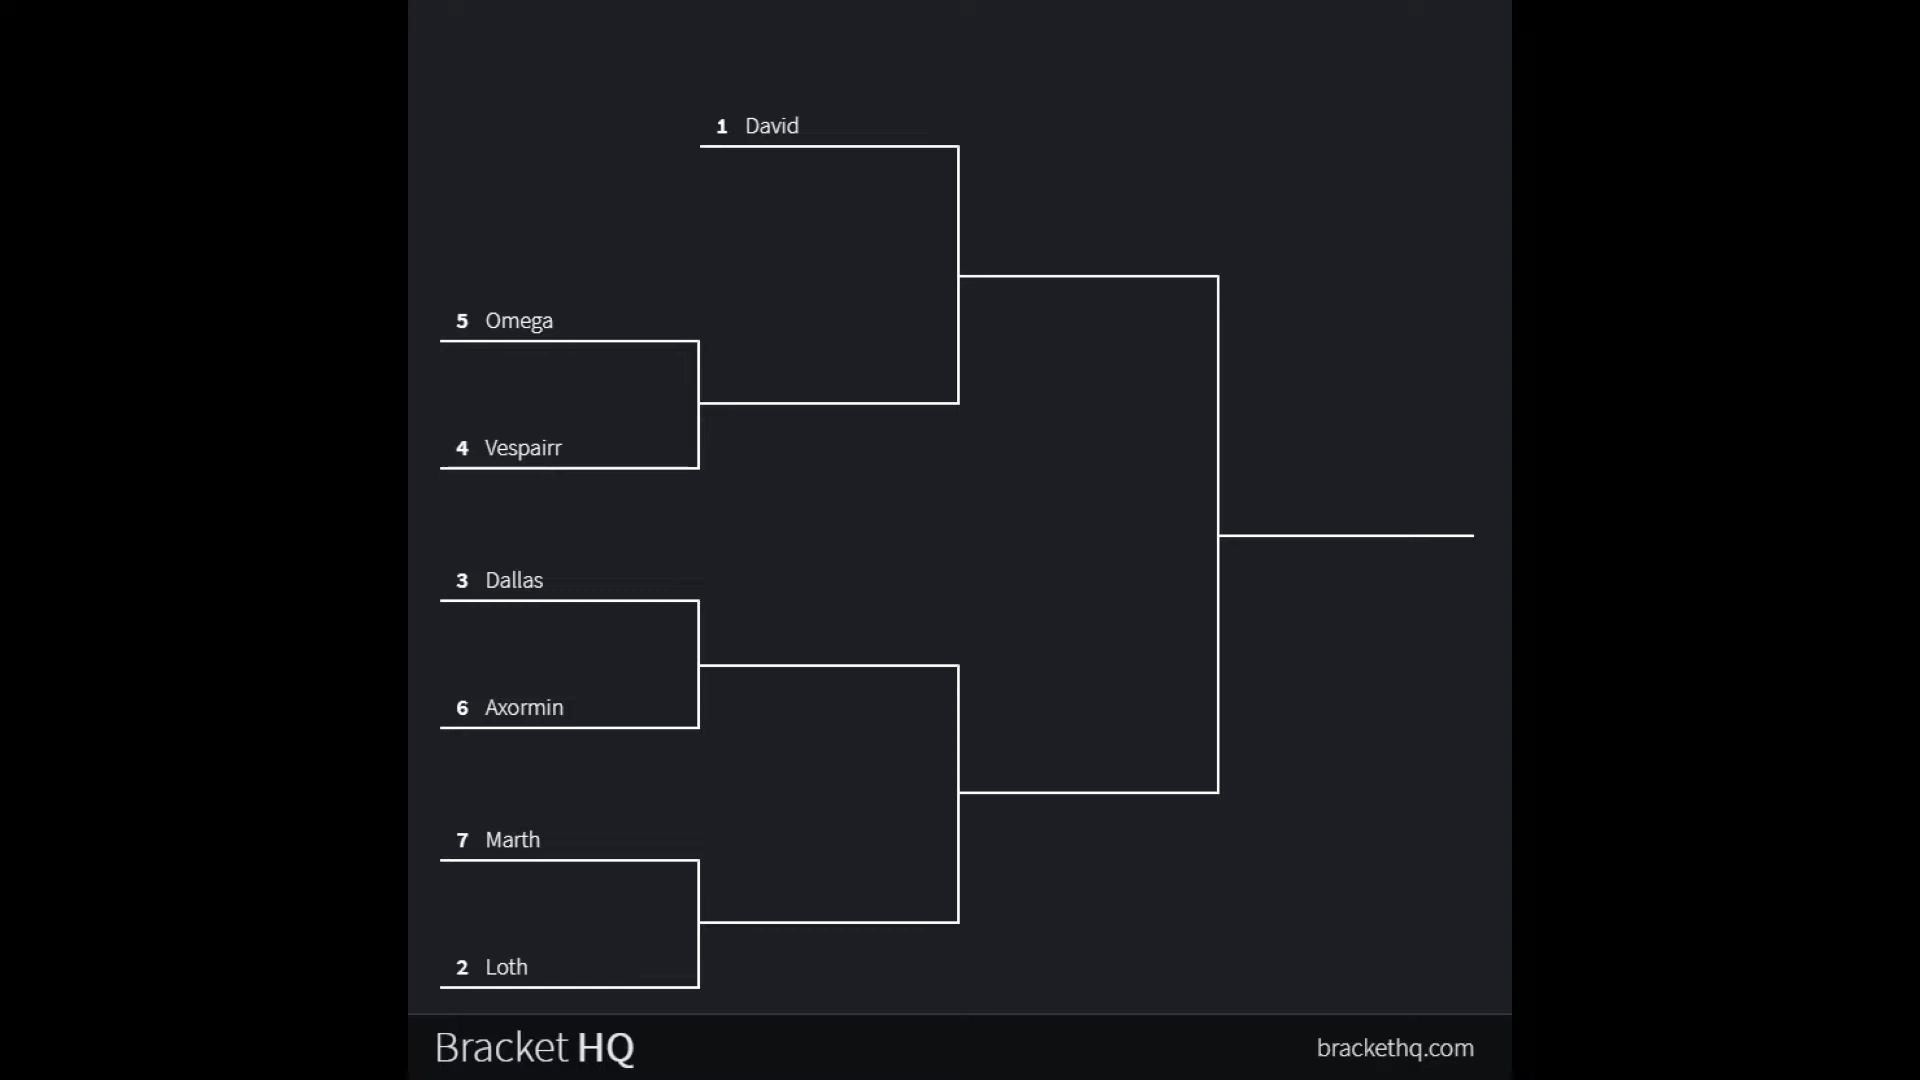 1 David
5 Omega
4 Vespairr
3 Dallas
6 Axormin
7 Marth
2 Loth
Bracket HQ
brackethq.com